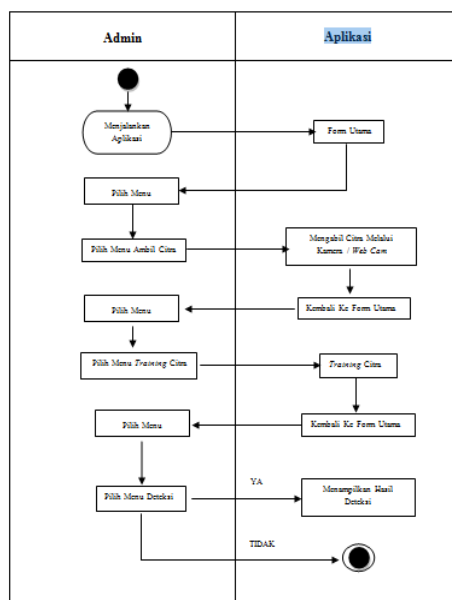 Admin
Aplikasi
Menjalankan
Aplikasi
Form Utama
Pilih Menu
Pilih Menu Ambil Citra
Mengabil Citra Melalui
Kamera / Web Cam
Pilih Menu
Kembali Ke Form Utama
Pilih Menu Training Citra
Training Citra
Pilih Menu
Kembali Ke Form Utama
Pilih Menu Deteksi
YA
Menampilkan Hasil
Deteksi
TIDAK